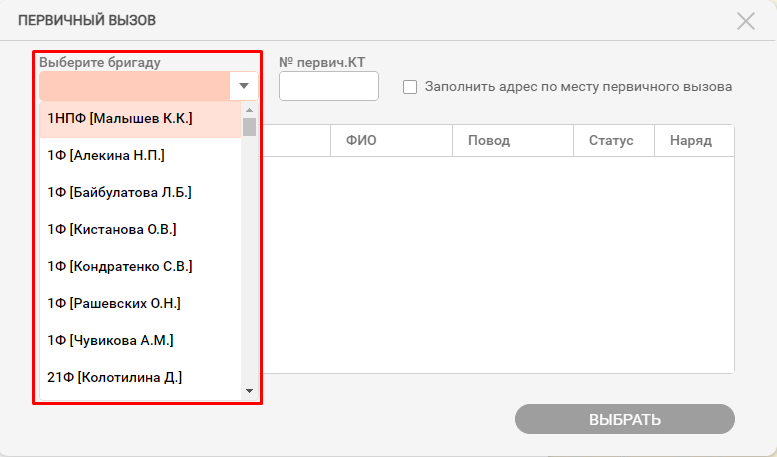 ПЕРВИЧНЫЙ ВЫЗОВ
Выберите бригаду
№ первич.КТ
Заполнить адрес по месту первичного вызова
1НПФ [Малышев К.К.]
1Ф [Алекина Н.П.]
1Ф [Байбулатова Л.Б.]
1Ф [Кистанова О.В.]
1Ф [Кондратенко С.В.]
1Ф [Рашевских О.Н.]
1Ф [Чувикова А.М.]
21Ф [Колотилина Д.]
ФИО Повод Статус Наряд
ВЫБРАТЬ